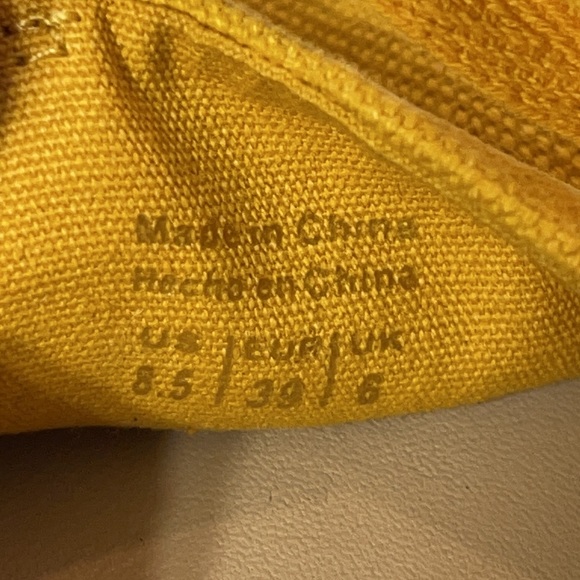 Made in China
Hecho en China
US / EUR / UK
8.5 / 39 / 6